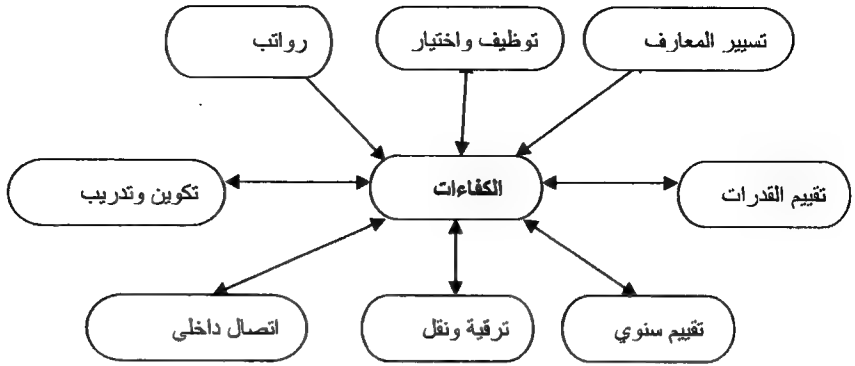 تسيير المعارف
توظيف واختيار
رواتب
تقييم القدرات
الكفاءات
تكوين وتدريب
تقييم سنوي
ترقية ونقل
اتصال داخلي